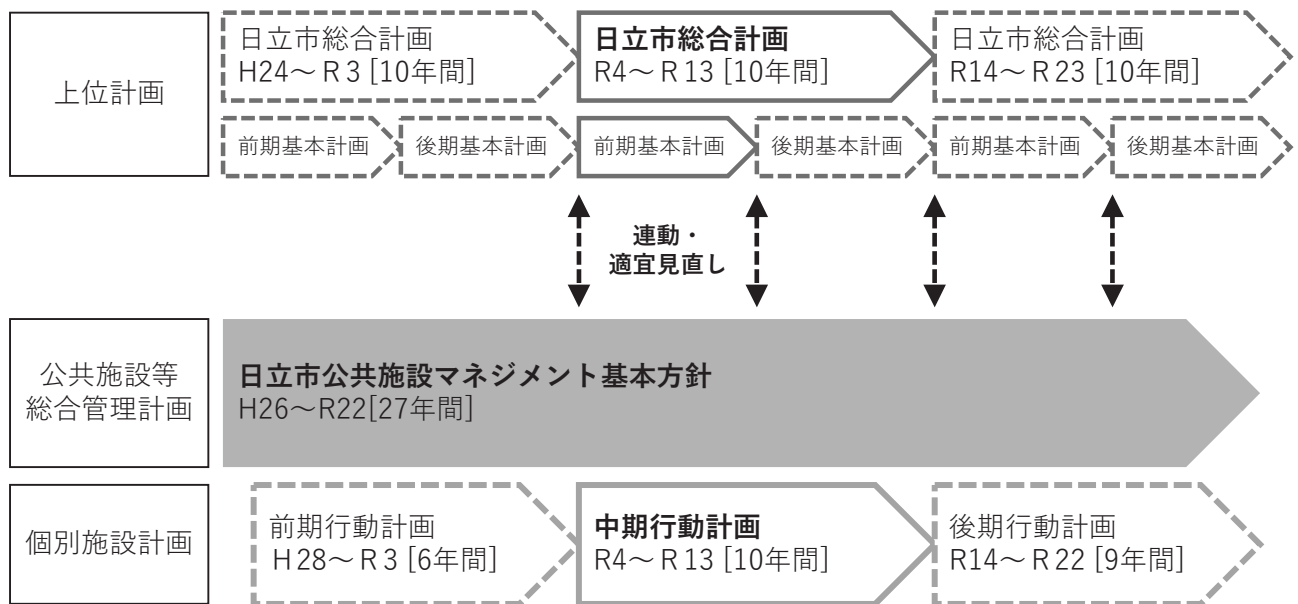 上位計画
日立市総合計画
H24～R3 [10年間]
日立市総合計画
R4～R13 [10年間]
日立市総合計画
R14～R23 [10年間]
前期基本計画
後期基本計画
前期基本計画
後期基本計画
前期基本計画
後期基本計画
連動・
適宜見直し
公共施設等
総合管理計画
日立市公共施設マネジメント基本方針
H26～R22[27年間]
個別施設計画
前期行動計画
H28～R3 [6年間]
中期行動計画
R4～R13 [10年間]
後期行動計画
R14～R22 [9年間]